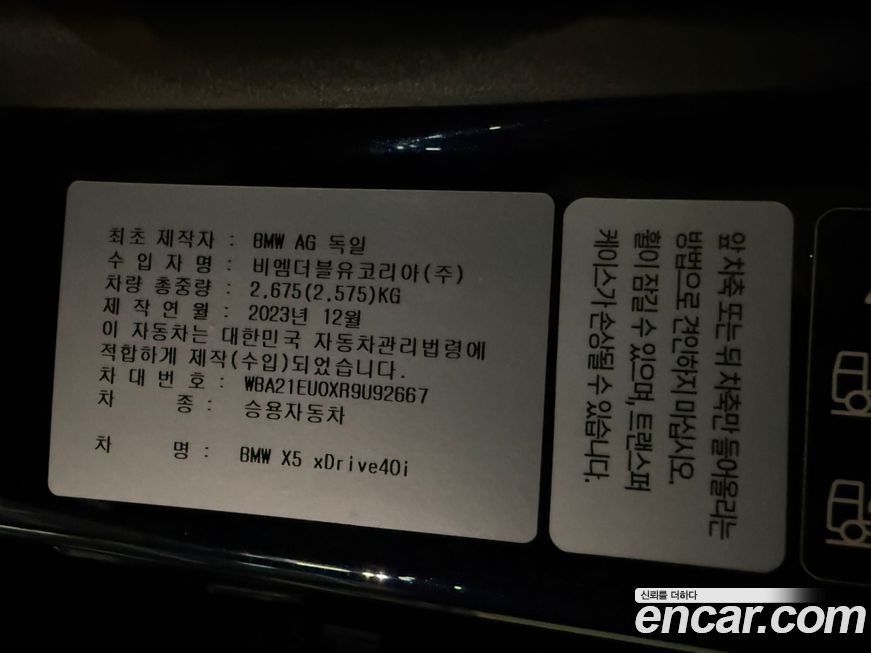 최초 제작자 : BMW AG 독일
수 입 자 명 : 비엠더블유코리아(주)
차량 총중량 : 2,675(2,575)KG
제 작 연 월 : 2023년 12월
이 자동차는 대한민국 자동차관리법령에
적합하게 제작(수입)되었습니다.
차 대 번 호 : WBA21EU0XR9U92667
차 종 : 승용자동차
차 명 : BMW X5 xDrive40i
앞 차축 또는 뒤 차축만 들어올리는
방법으로 견인하지 마십시오.
휠이 잠길 수 있으며, 트랜스퍼
케이스가 손상될 수 있습니다.
신뢰를 더하다
encar.com